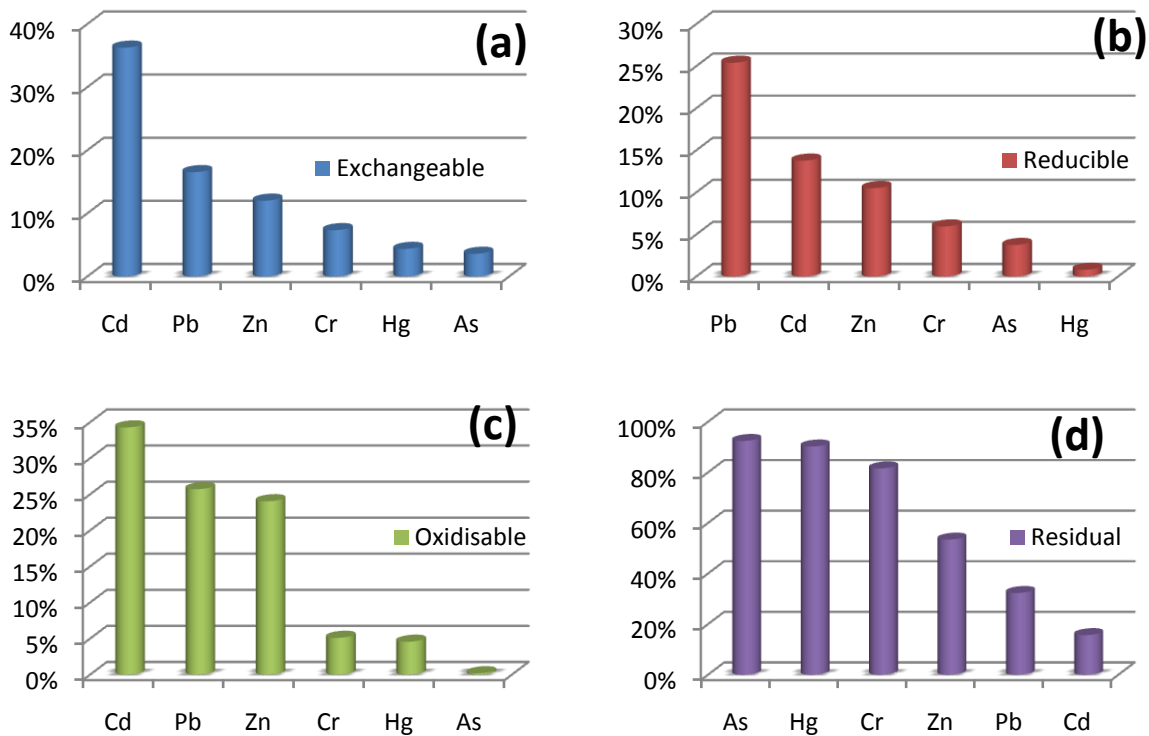 (a)
40%
30%
20%
10%
0%
Exchangeable
Cd Pb Zn Cr Hg As
(b)
30%
25%
20%
15%
10%
5%
0%
Reducible
Pb Cd Zn Cr As Hg
(c)
35%
30%
25%
20%
15%
10%
5%
0%
Oxidisable
Cd Pb Zn Cr Hg As
(d)
100%
80%
60%
40%
20%
0%
Residual
As Hg Cr Zn Pb Cd